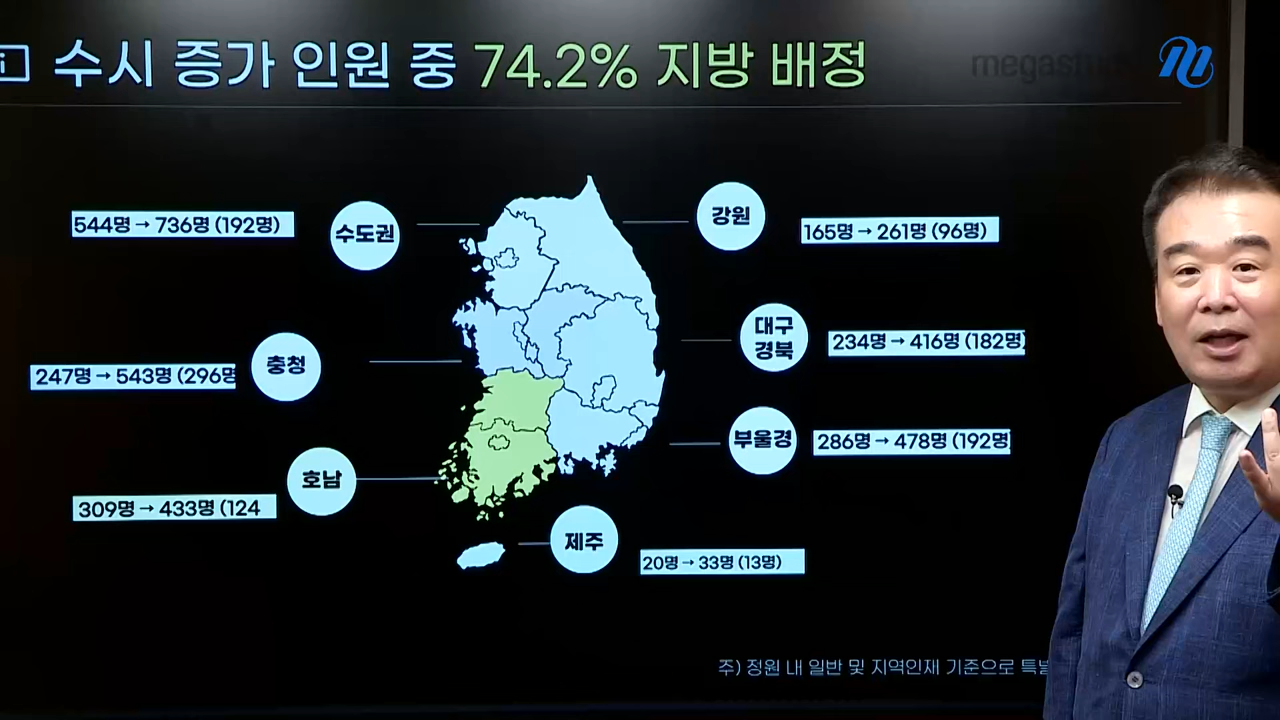 수시 증가 인원 중 74.2% 지방 배정
544명 → 736명 (192명)
수도권
강원
165명 → 261명 (96명)
대구
경북
234명 → 416명 (182명)
247명 → 543명 (296명
충청
부울경
286명 → 478명 (192명
호남
309명 → 433명 (124
제주
20명 → 33명 (13명)
주) 정원 내 일반 및 지역인재 기준으로